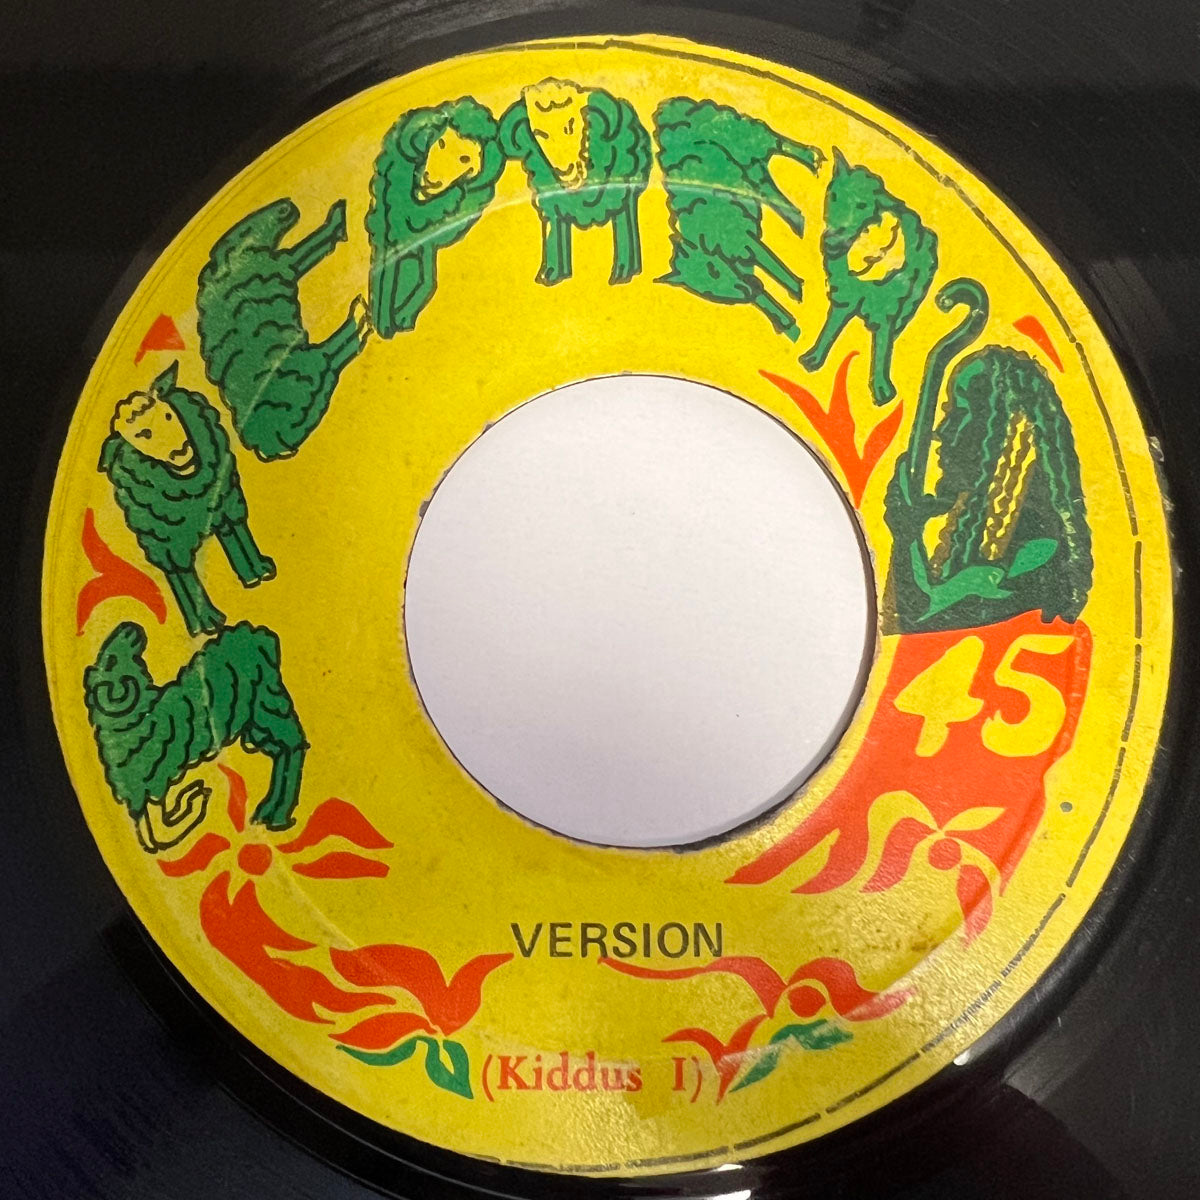 SHEPHERD
45
VERSION
(Kiddus I)